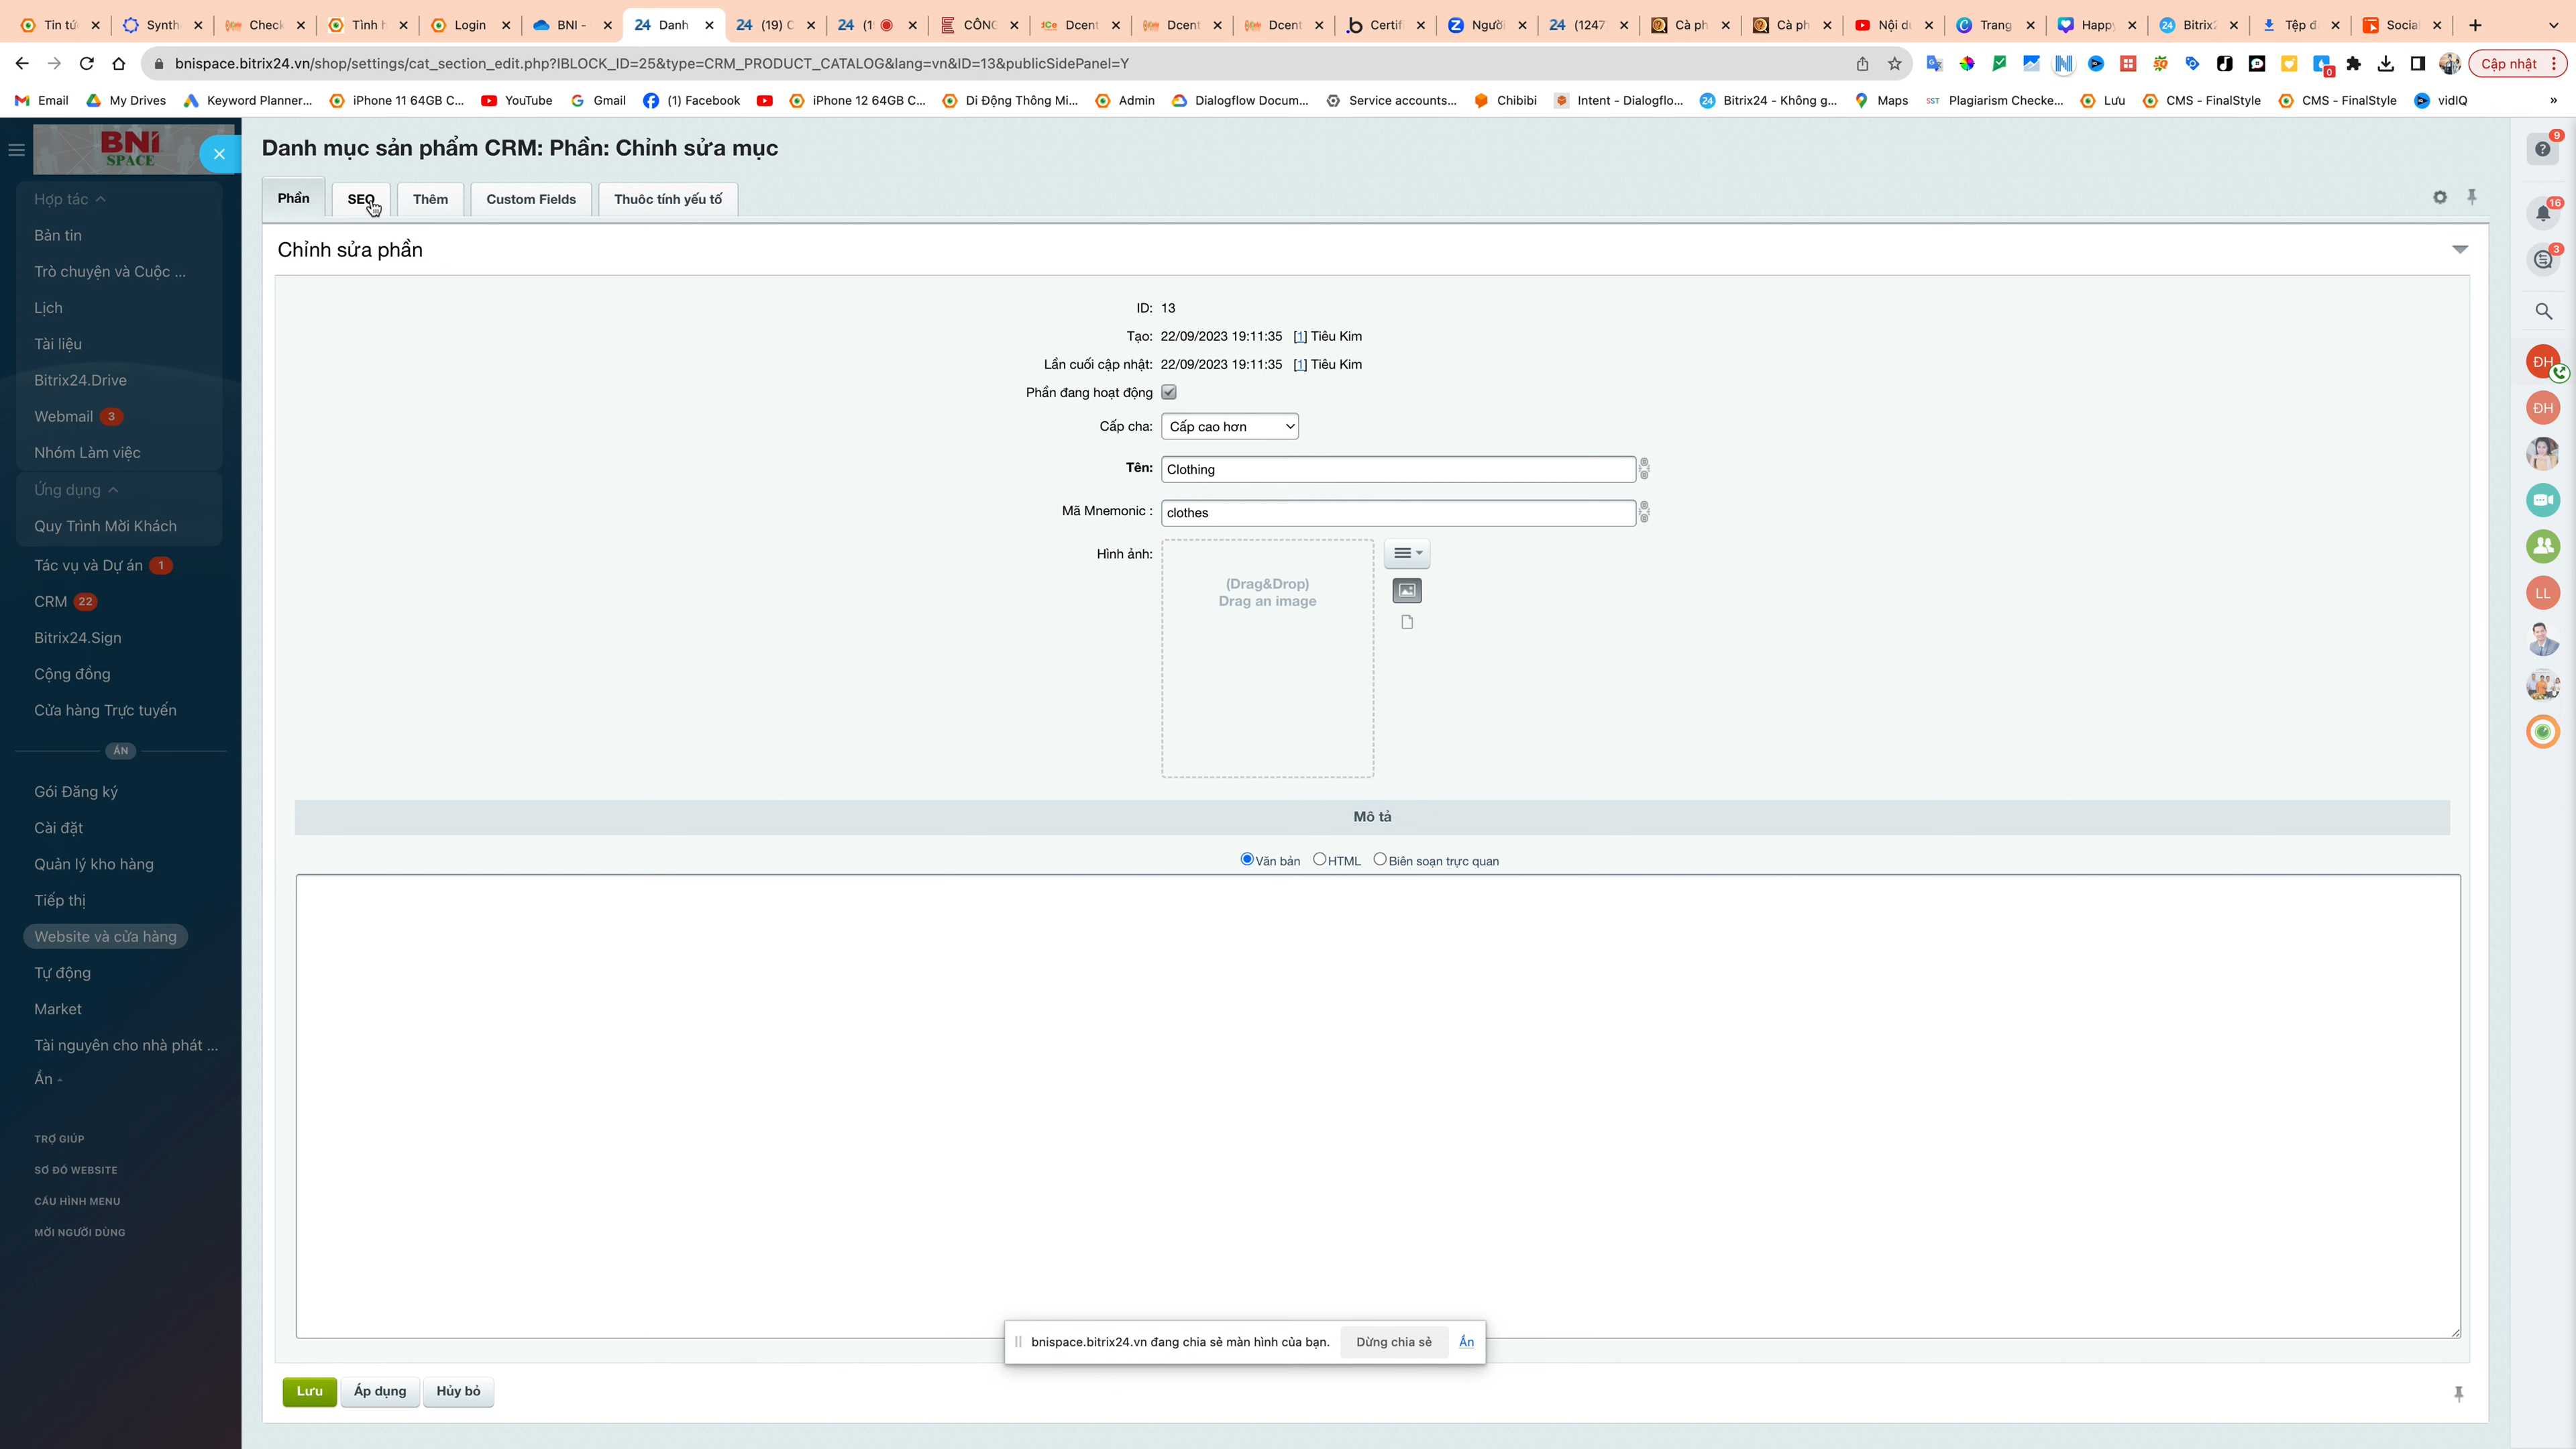 Tin tứ
Synth
Check
Tình h
Login
BNI -
Danh
(19) C
(1
CÔNG
Dcent
Dcent
Dcent
Certifi
Người
(1247
Cà ph
Cà ph
Nội du
Trang
Happy
Bitrix2
Tệp đ
Social
bnispace.bitrix24.vn/shop/settings/cat_section_edit.php?IBLOCK_ID=25&type=CRM_PRODUCT_CATALOG&lang=vn&ID=13&publicSidePanel=Y
Cập nhật
Email
My Drives
Keyword Planner...
iPhone 11 64GB C...
YouTube
Gmail
(1) Facebook
iPhone 12 64GB C...
Di Động Thông Mi...
Admin
Dialogflow Docum...
Service accounts...
Chibibi
Intent - Dialogflo...
Bitrix24 - Không g...
Maps
Plagiarism Checke...
Lưu
CMS - FinalStyle
CMS - FinalStyle
vidIQ
»
BNI
SPACE
Hợp tác
Bản tin
Trò chuyện và Cuộc ...
Lịch
Tài liệu
Bitrix24.Drive
Webmail 3
Nhóm Làm việc
Ứng dụng
Quy Trình Mời Khách
Tác vụ và Dự án 1
CRM 22
Bitrix24.Sign
Cộng đồng
Cửa hàng Trực tuyến
ẨN
Gói Đăng ký
Cài đặt
Quản lý kho hàng
Tiếp thị
Website và cửa hàng
Tự động
Market
Tài nguyên cho nhà phát ...
Ẩn
TRỢ GIÚP
SƠ ĐỒ WEBSITE
CẤU HÌNH MENU
MỜI NGƯỜI DÙNG
Danh mục sản phẩm CRM: Phần: Chỉnh sửa mục
Phần
SEO
Thêm
Custom Fields
Thuộc tính yếu tố
Chỉnh sửa phần
ID: 13
Tạo: 22/09/2023 19:11:35 [1] Tiêu Kim
Lần cuối cập nhật: 22/09/2023 19:11:35 [1] Tiêu Kim
Phần đang hoạt động
Cấp cha: Cấp cao hơn
Tên: Clothing
Mã Mnemonic : clothes
Hình ảnh:
(Drag&Drop)
Drag an image
Mô tả
Văn bản HTML Biên soạn trực quan
bnispace.bitrix24.vn đang chia sẻ màn hình của bạn. Dừng chia sẻ Ẩn
Lưu
Áp dụng
Hủy bỏ
9
16
3
ĐH
ĐH
LL